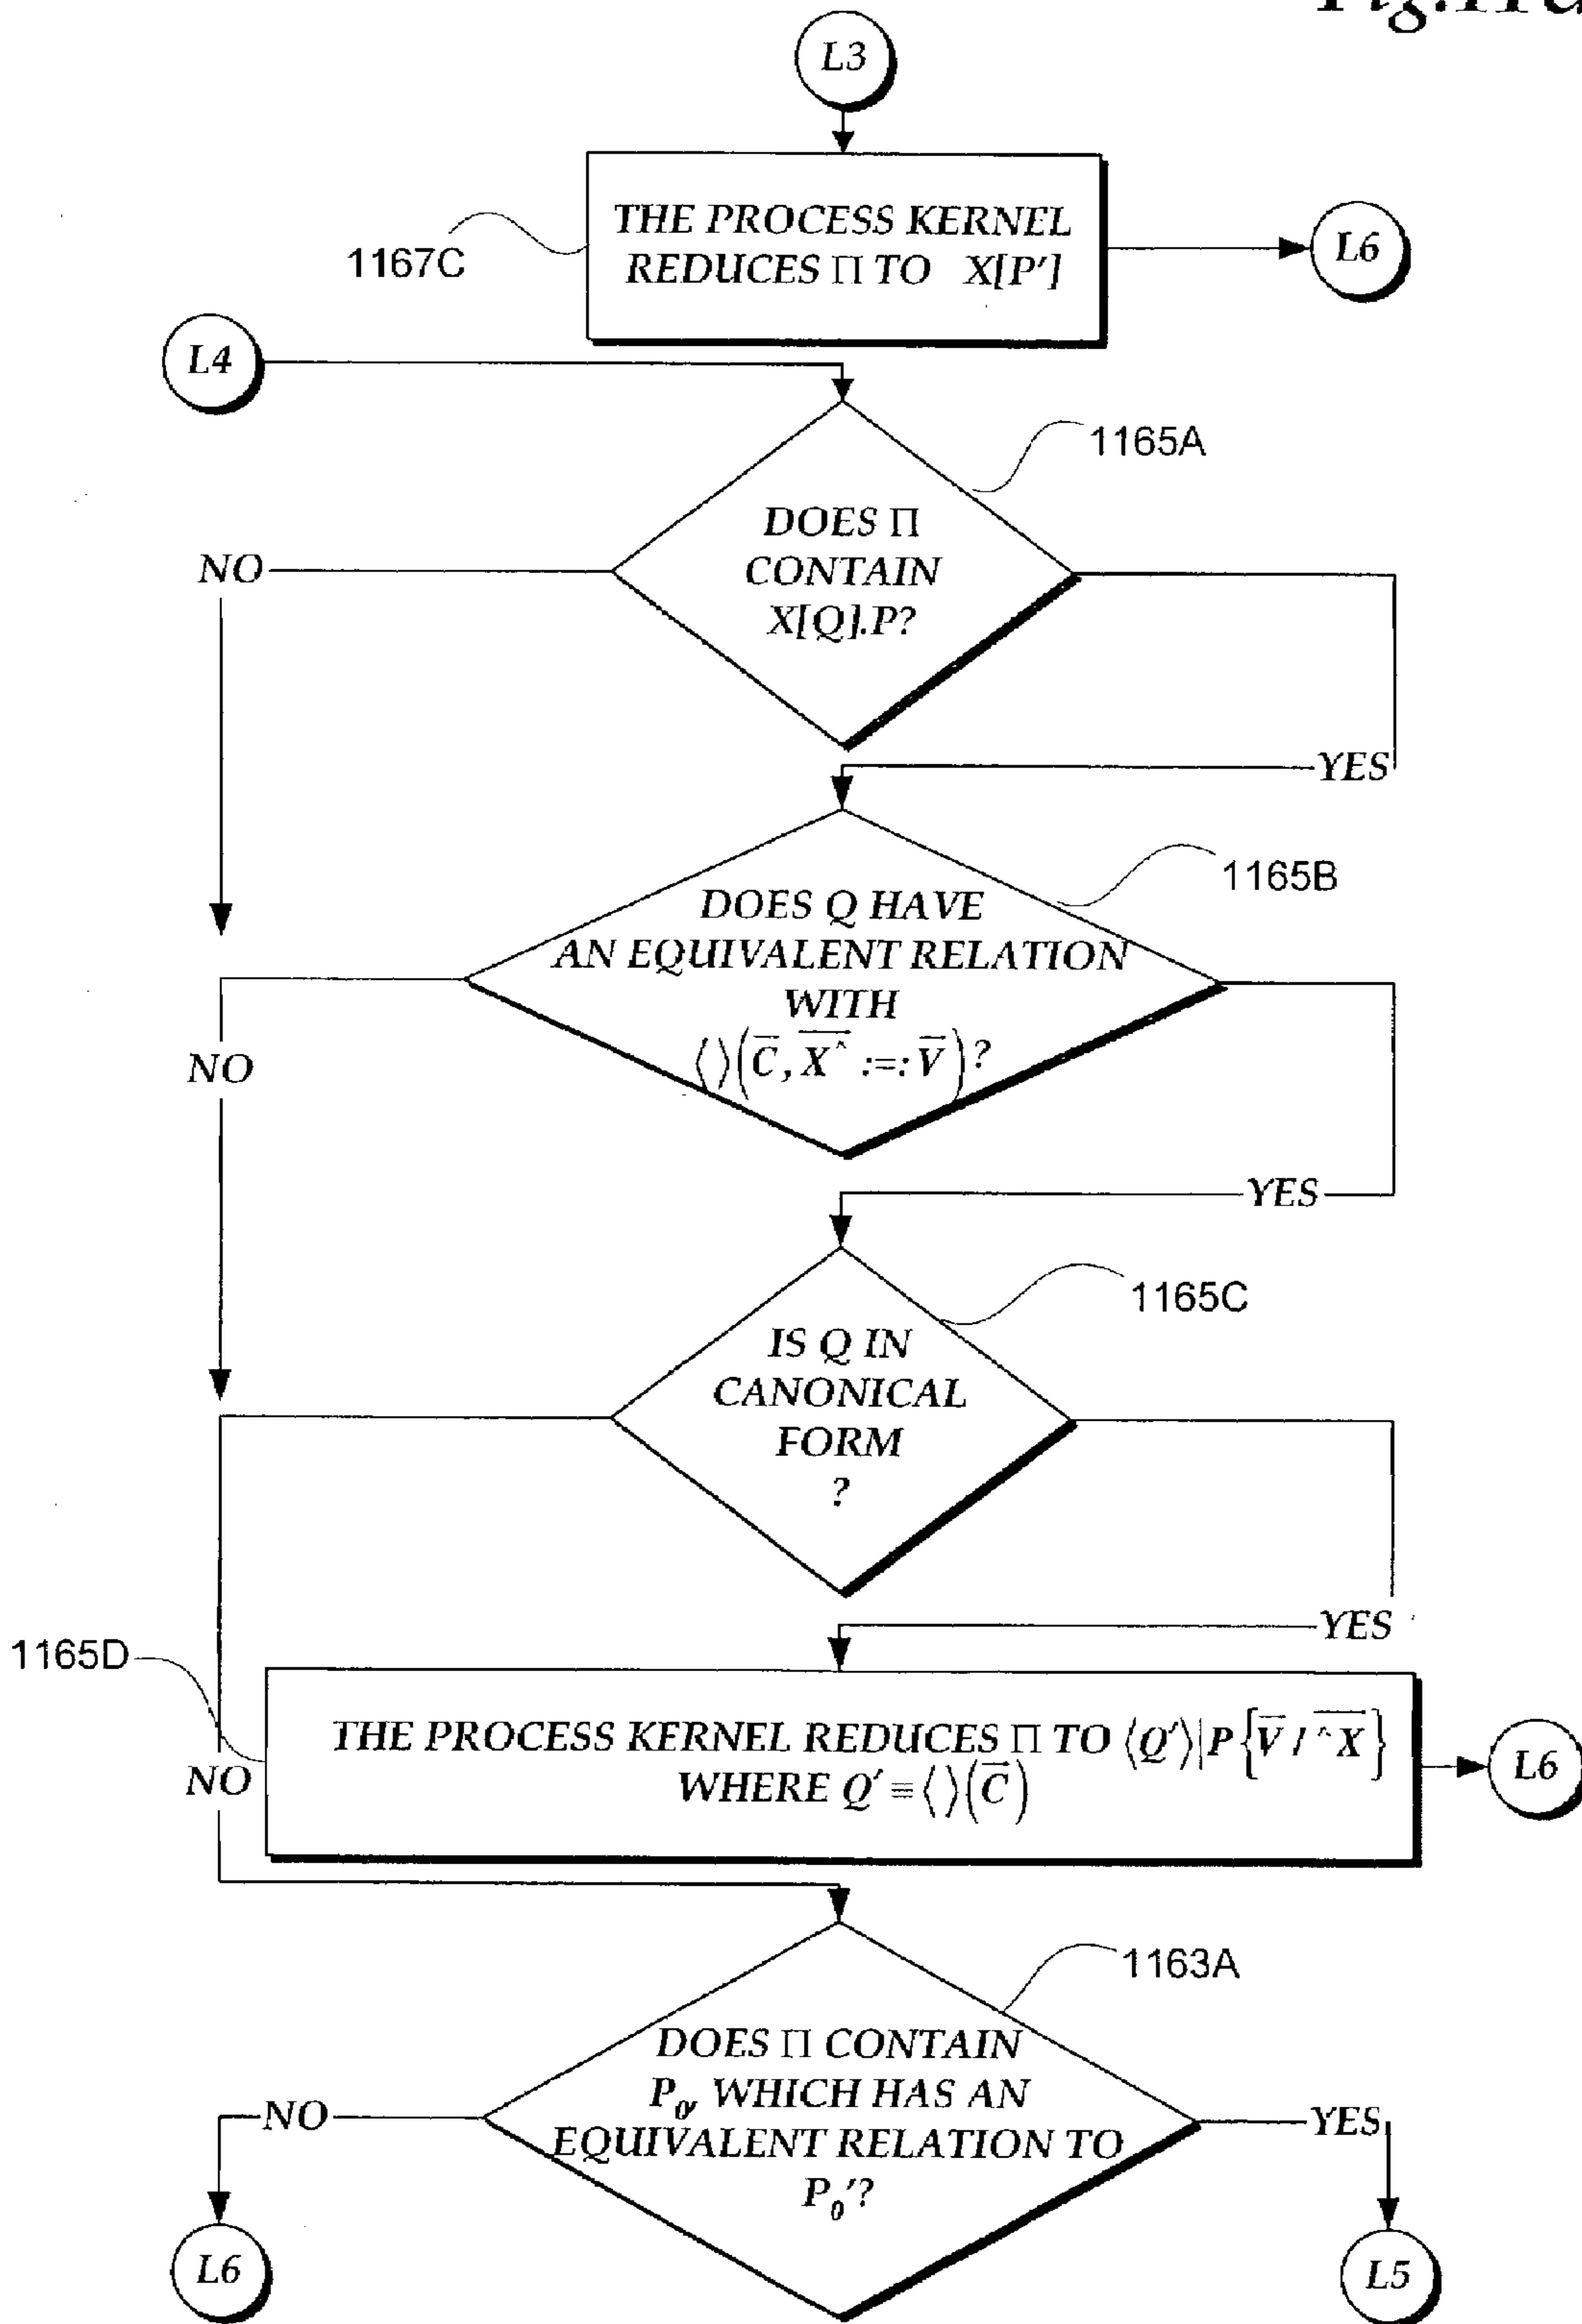 L3
THE PROCESS KERNEL
REDUCES Π TO X[P']
1167C
L6
L4
1165A
DOES Π
CONTAIN
X[Q].P?
NO
YES
1165B
DOES Q HAVE
AN EQUIVALENT RELATION
WITH
⟨⟩(C̅, X̅^̅ :=: V̅)?
NO
YES
1165C
IS Q IN
CANONICAL
FORM
?
YES
1165D
NO
THE PROCESS KERNEL REDUCES Π TO ⟨Q'⟩|P{V̅ / ^̅X̅}
WHERE Q' ≡ ⟨⟩(C̅)
L6
1163A
DOES Π CONTAIN
P₀, WHICH HAS AN
EQUIVALENT RELATION TO
P₀'?
NO
YES
L6
L5